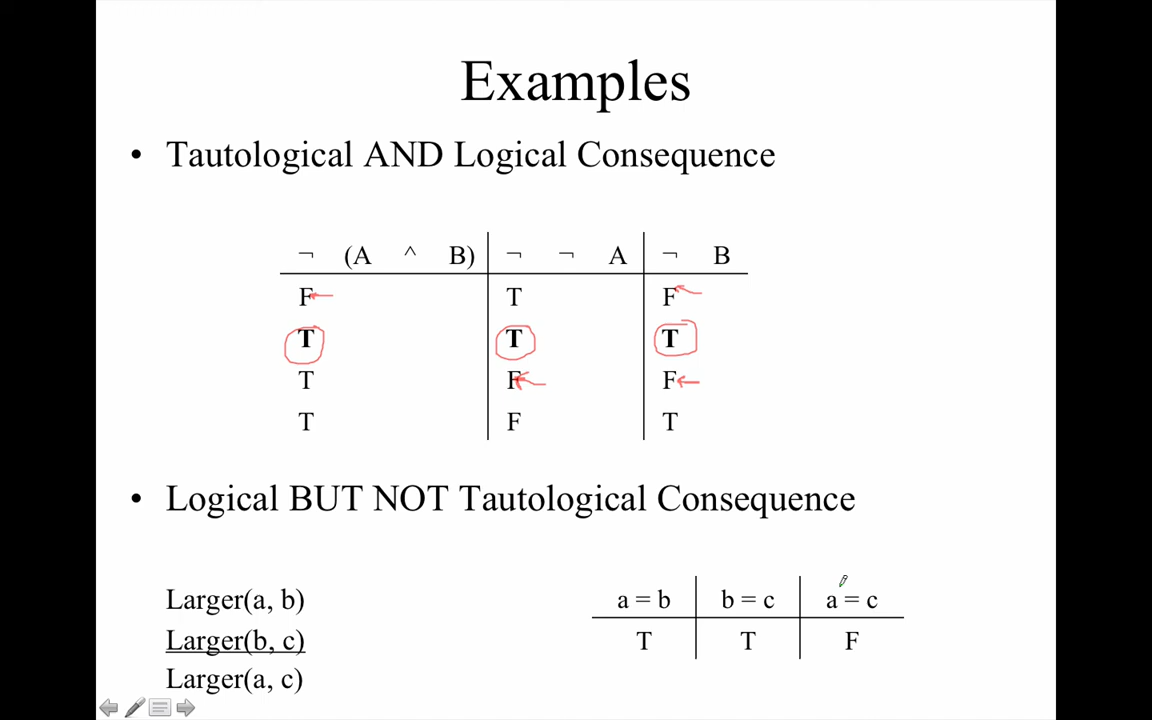 Examples
• Tautological AND Logical Consequence
¬ (A ^ B) ¬ ¬ A ¬ B
F T F
T T T
T F F
T F T
• Logical BUT NOT Tautological Consequence
Larger(a, b)
Larger(b, c)
Larger(a, c)
a = b b = c a = c
T T F